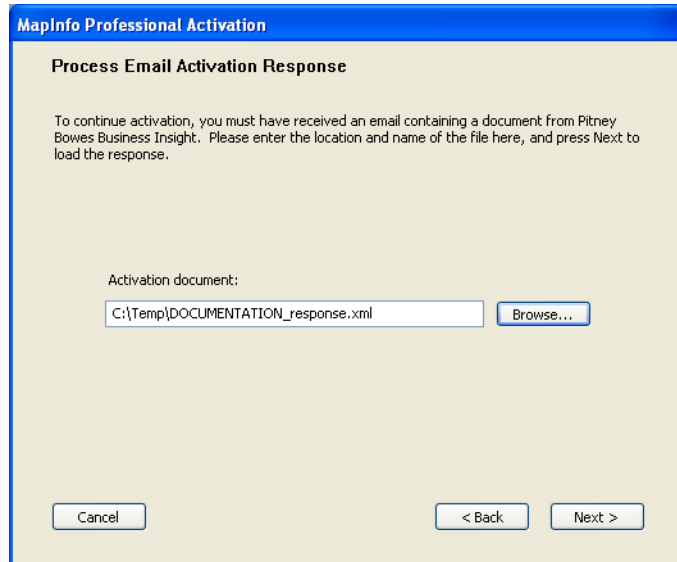 MapInfo Professional Activation
Process Email Activation Response
To continue activation, you must have received an email containing a document from Pitney
Bowes Business Insight.  Please enter the location and name of the file here, and press Next to
load the response.
Activation document:
C:\Temp\DOCUMENTATION_response.xml Browse...
Cancel < Back Next >